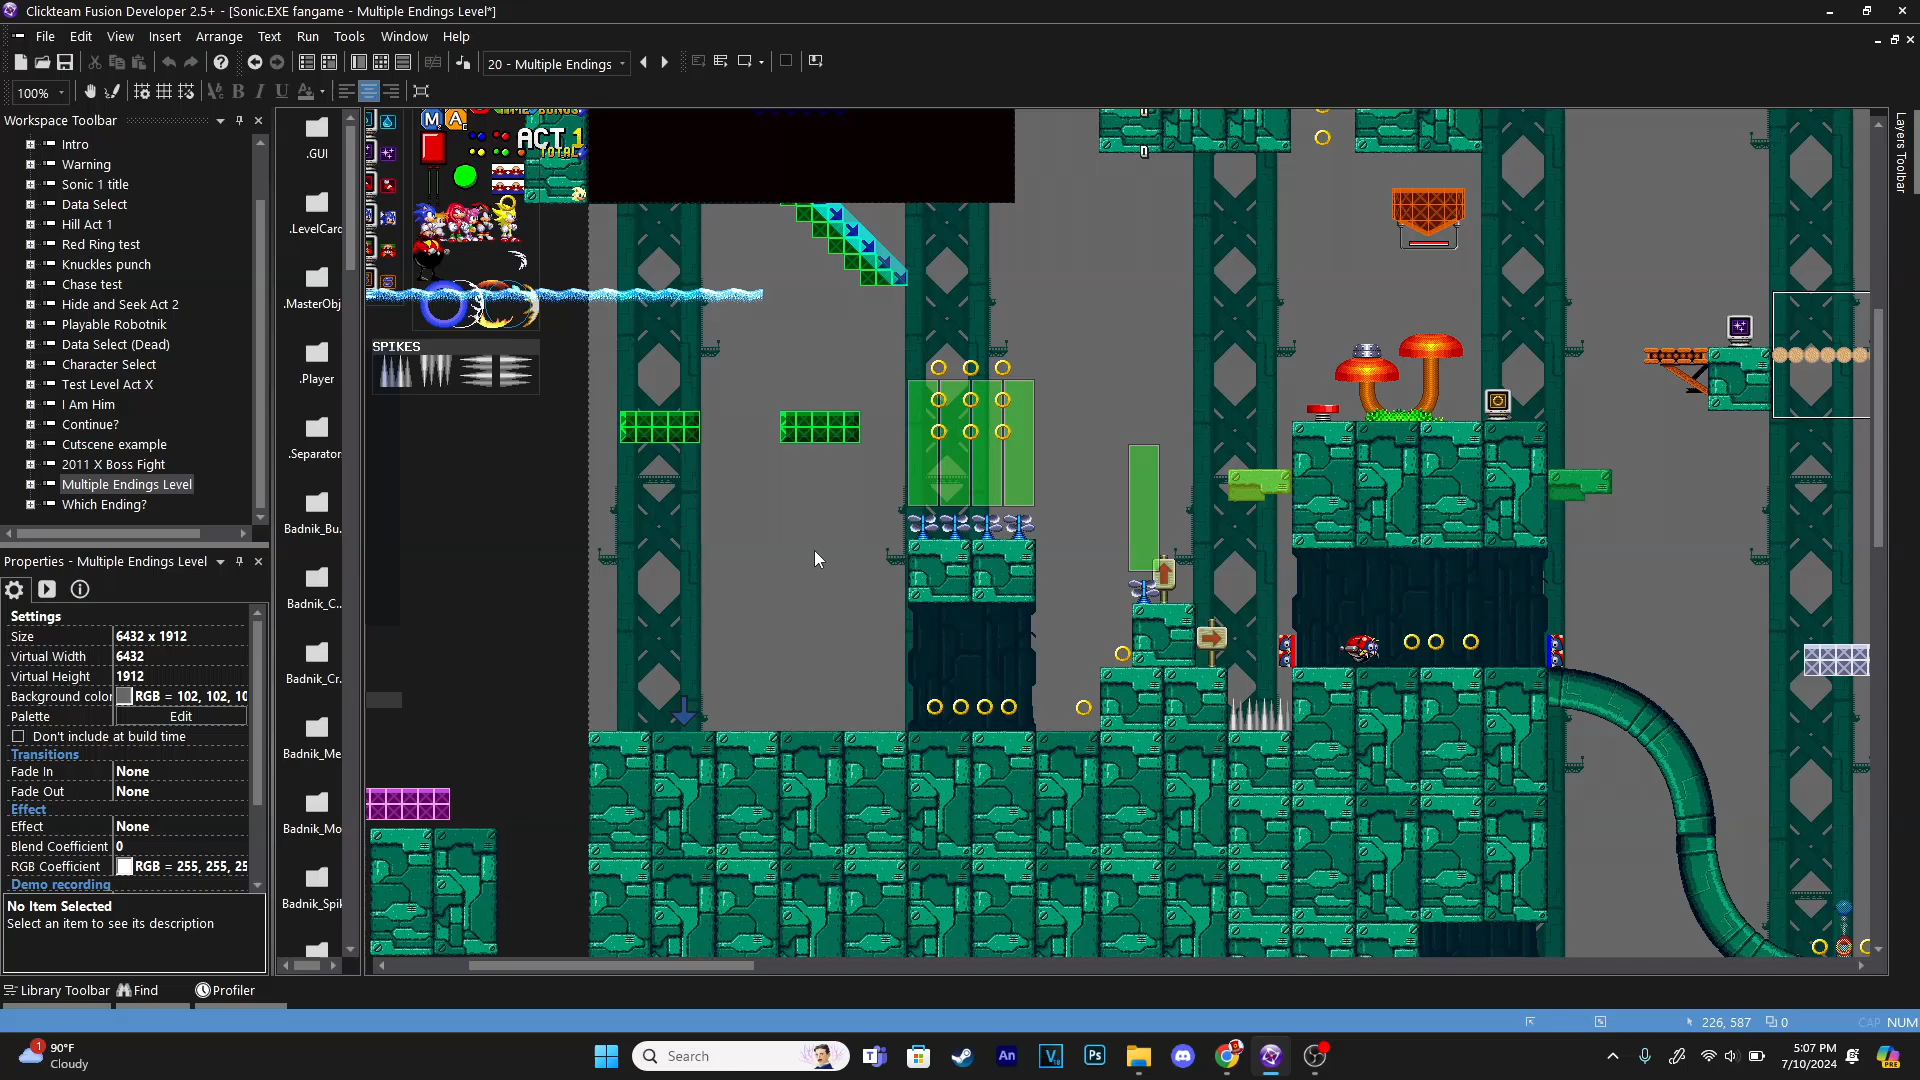 Clickteam Fusion Developer 2.5+ - [Sonic.EXE fangame - Multiple Endings Level*]
File Edit View Insert Arrange Text Run Tools Window Help
20 - Multiple Endings
100%
Workspace Toolbar
Intro
Warning
Sonic 1 title
Data Select
Hill Act 1
Red Ring test
Knuckles punch
Chase test
Hide and Seek Act 2
Playable Robotnik
Data Select (Dead)
Character Select
Test Level Act X
I Am Him
Continue?
Cutscene example
2011 X Boss Fight
Multiple Endings Level
Which Ending?
Properties - Multiple Endings Level
Settings
Size 6432 x 1912
Virtual Width 6432
Virtual Height 1912
Background color RGB = 102, 102, 10
Palette Edit
Don't include at build time
Transitions
Fade In None
Fade Out None
Effect
Effect None
Blend Coefficient 0
RGB Coefficient RGB = 255, 255, 25
Demo recording
No Item Selected
Select an item to see its description
.GUI
.LevelCard
.MasterObj
.Player
.Separator
Badnik_Bu.
Badnik_C..
Badnik_Cr.
Badnik_Me
Badnik_Mo
Badnik_Spik
M A
ACT 1
TOTAL
SPIKES
Layers Toolbar
Library Toolbar Find Profiler
226, 587 0 CAP NUM
1 90°F
Cloudy
Search
An
V
Ps
5:07 PM
7/10/2024
PRE